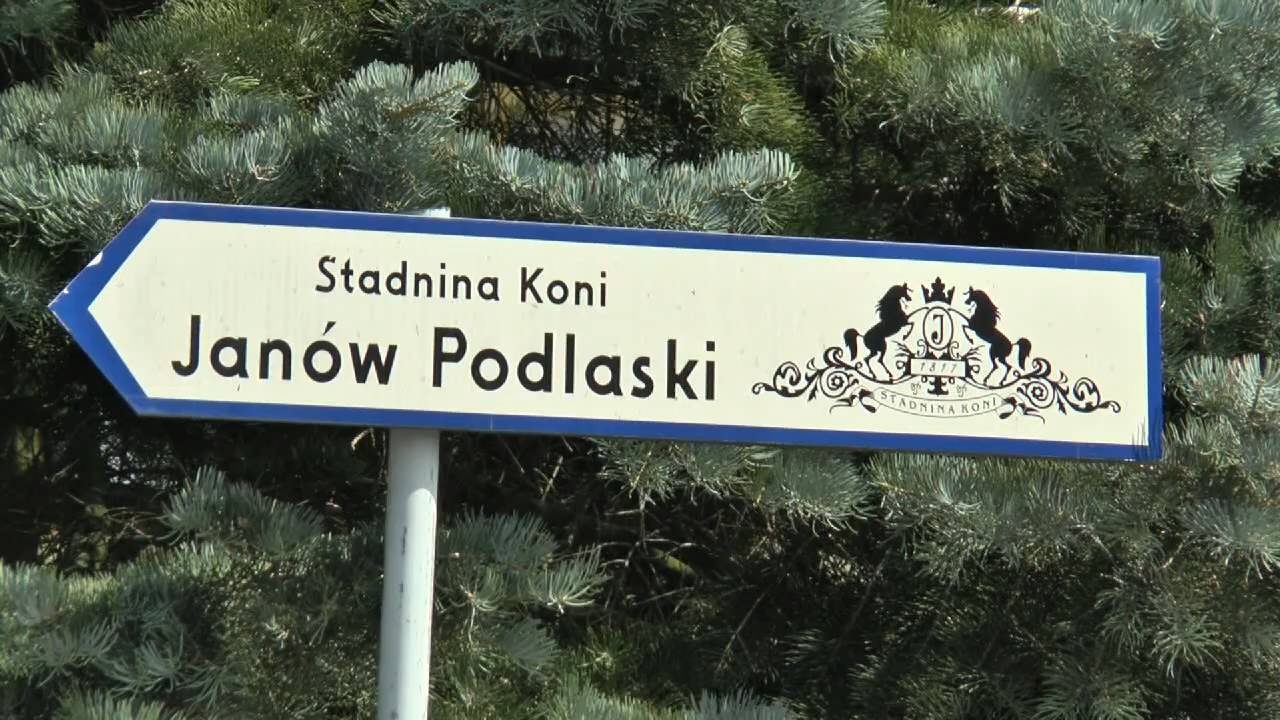 Stadnina Koni
Janów Podlaski
J
1817
STADNINA KONI